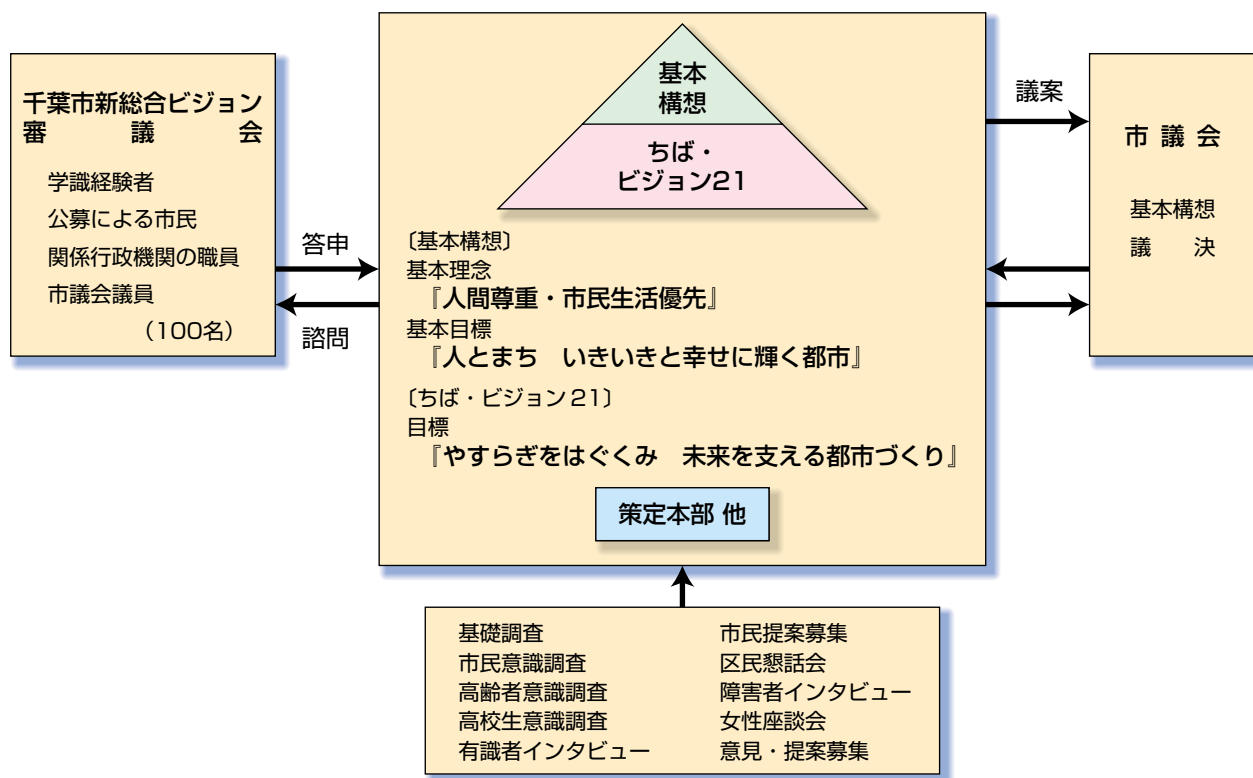 千葉市新総合ビジョン
審　議　会
学識経験者
公募による市民
関係行政機関の職員
市議会議員
（100名）
答申
諮問
基本
構想
ちば・
ビジョン21
〔基本構想〕
基本理念
『人間尊重・市民生活優先』
基本目標
『人とまち　いきいきと幸せに輝く都市』
〔ちば・ビジョン21〕
目標
『やすらぎをはぐくみ　未来を支える都市づくり』
策定本部 他
議案
市 議 会
基本構想
議　決
基礎調査
市民意識調査
高齢者意識調査
高校生意識調査
有識者インタビュー
市民提案募集
区民懇話会
障害者インタビュー
女性座談会
意見・提案募集